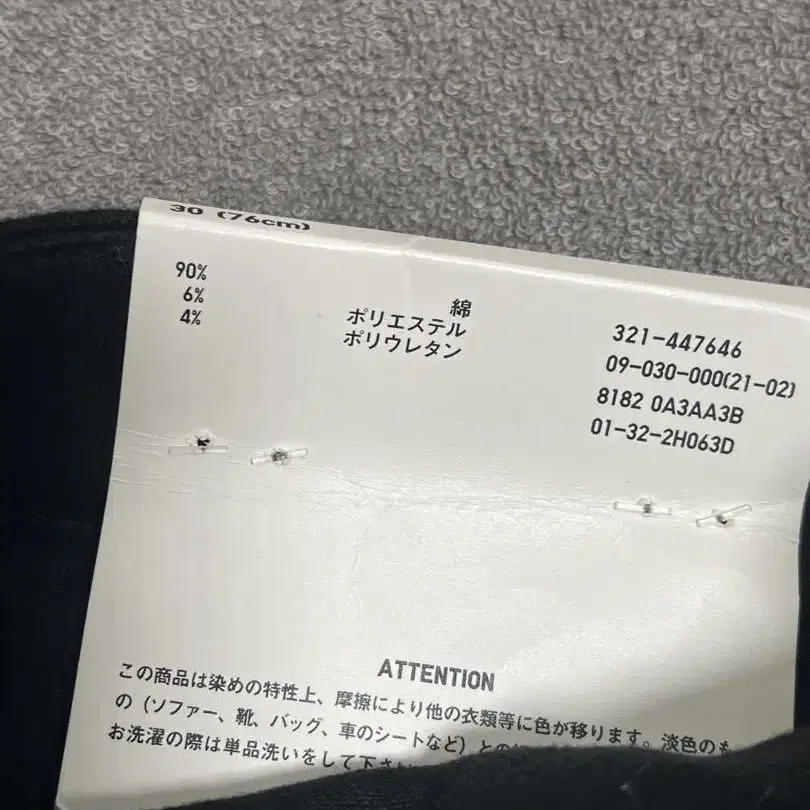 30 (76cm)
90% 綿
6% ポリエステル
4% ポリウレタン
321-447646
09-030-000(21-02)
8182 0A3AA3B
01-32-2H063D
ATTENTION
この商品は染めの特性上、摩擦により他の衣類等に色が移ります。淡色のも
の（ソファー、靴、バッグ、車のシートなど）との
お洗濯の際は単品洗いをして下さい